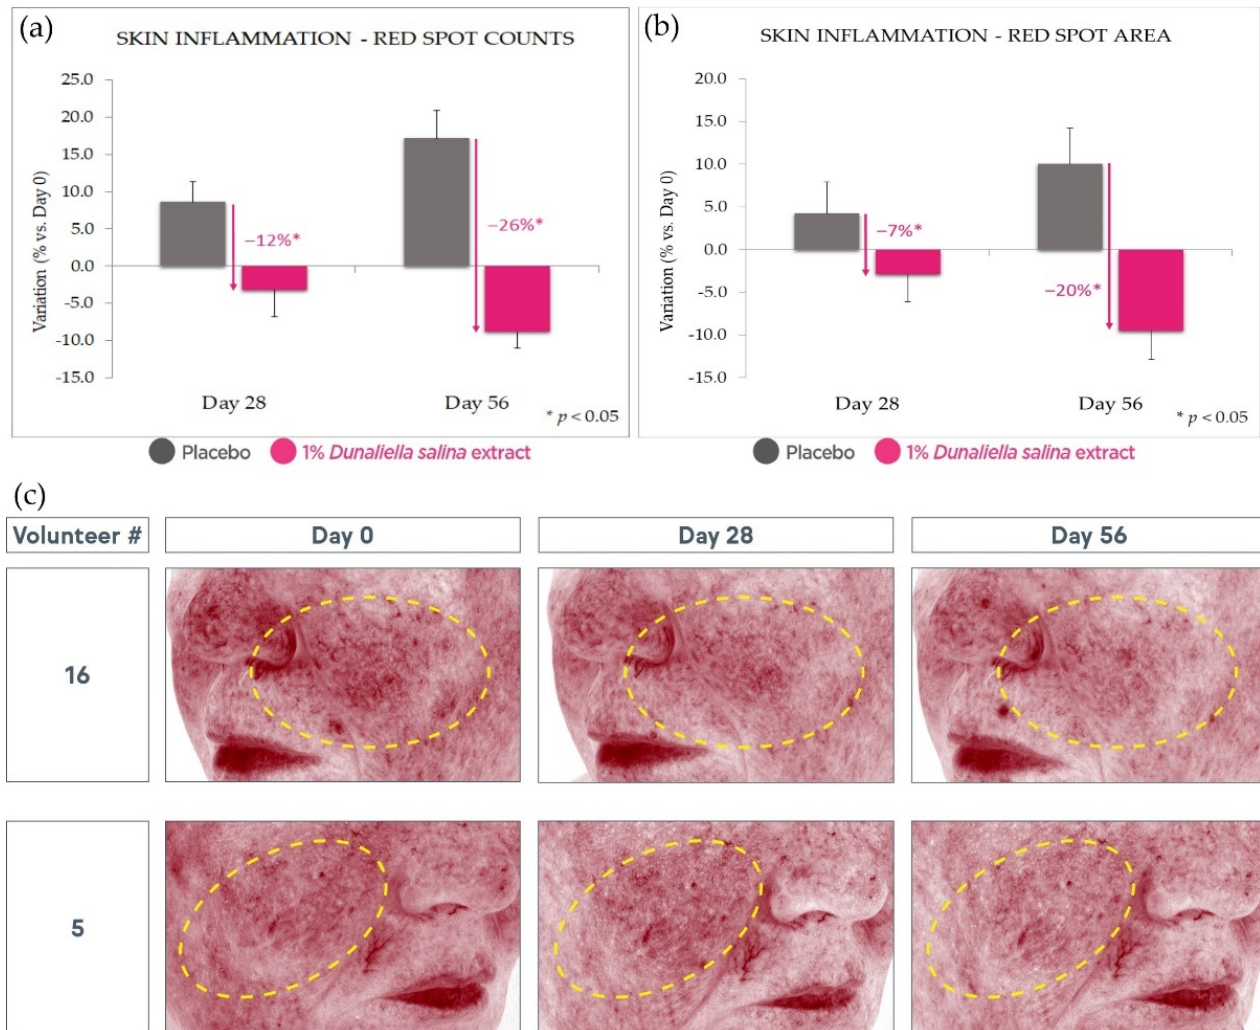 (a)
SKIN INFLAMMATION - RED SPOT COUNTS
Variation (% vs. Day 0)
25.0
20.0
15.0
10.0
5.0
0.0
-5.0
-10.0
-15.0
−12%*
−26%*
Day 28
Day 56
* p < 0.05
Placebo
1% Dunaliella salina extract
(b)
SKIN INFLAMMATION - RED SPOT AREA
Variation (% vs. Day 0)
20.0
15.0
10.0
5.0
0.0
-5.0
-10.0
-15.0
−7%*
−20%*
Day 28
Day 56
* p < 0.05
Placebo
1% Dunaliella salina extract
(c)
Volunteer #
Day 0
Day 28
Day 56
16
5